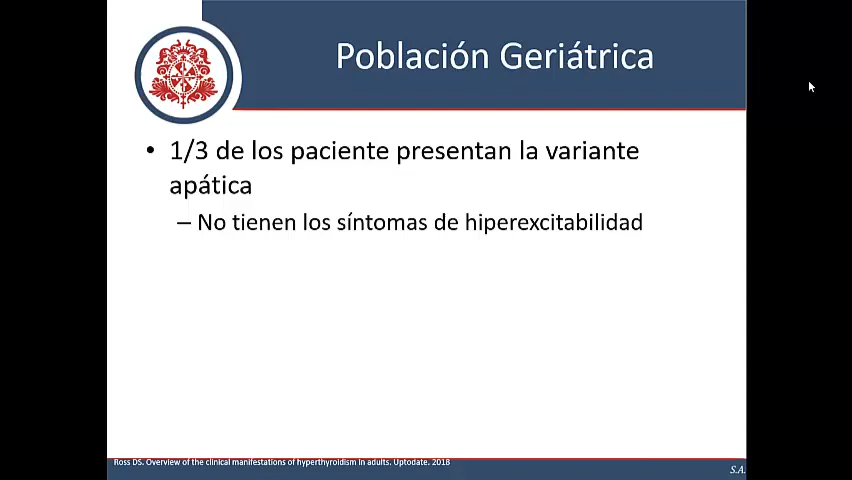 Población Geriátrica
• 1/3 de los paciente presentan la variante
apática
– No tienen los síntomas de hiperexcitabilidad
Ross DS. Overview of the clinical manifestations of hyperthyroidism in adults. Uptodate. 2018
S.A.